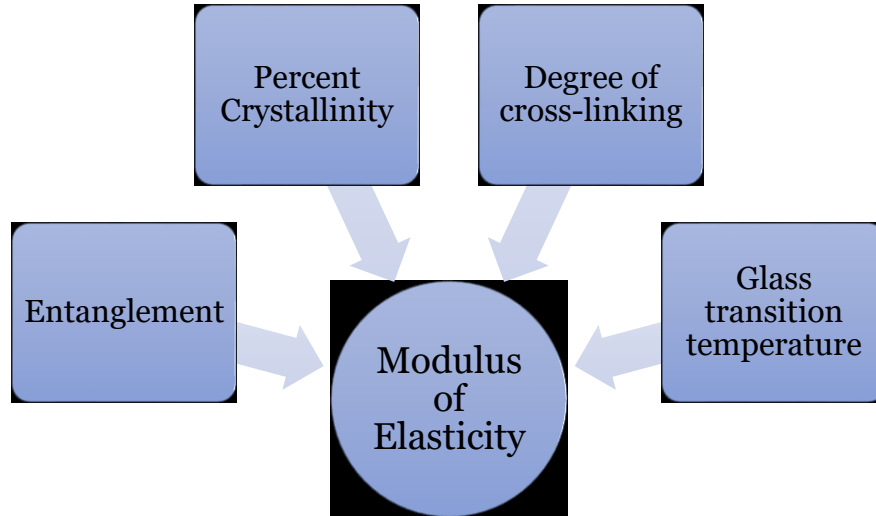 Percent
Crystallinity
Degree of
cross-linking
Entanglement
Glass
transition
temperature
Modulus
of
Elasticity